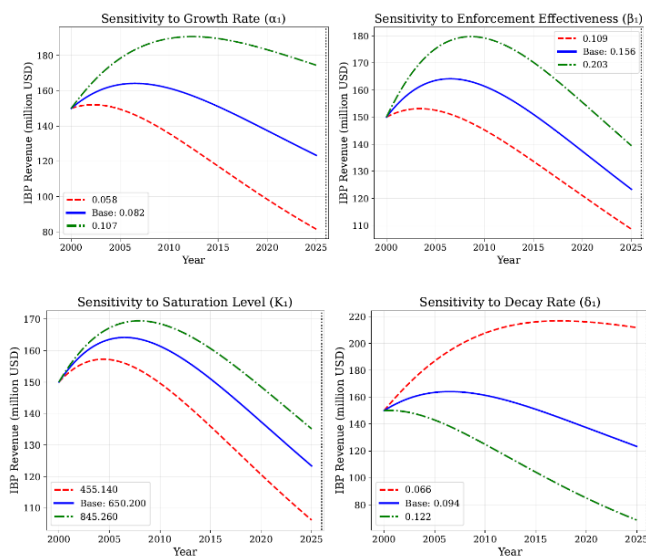 Sensitivity to Growth Rate (α₁)
IBP Revenue (million USD)
180
160
140
120
100
80
0.058
Base: 0.082
0.107
2000 2005 2010 2015 2020 2025
Year
Sensitivity to Enforcement Effectiveness (β₁)
IBP Revenue (million USD)
180
170
160
150
140
130
120
110
0.109
Base: 0.156
0.203
2000 2005 2010 2015 2020 2025
Year
Sensitivity to Saturation Level (K₁)
IBP Revenue (million USD)
170
160
150
140
130
120
110
455.140
Base: 650.200
845.260
2000 2005 2010 2015 2020 2025
Year
Sensitivity to Decay Rate (δ₁)
IBP Revenue (million USD)
220
200
180
160
140
120
100
80
0.066
Base: 0.094
0.122
2000 2005 2010 2015 2020 2025
Year